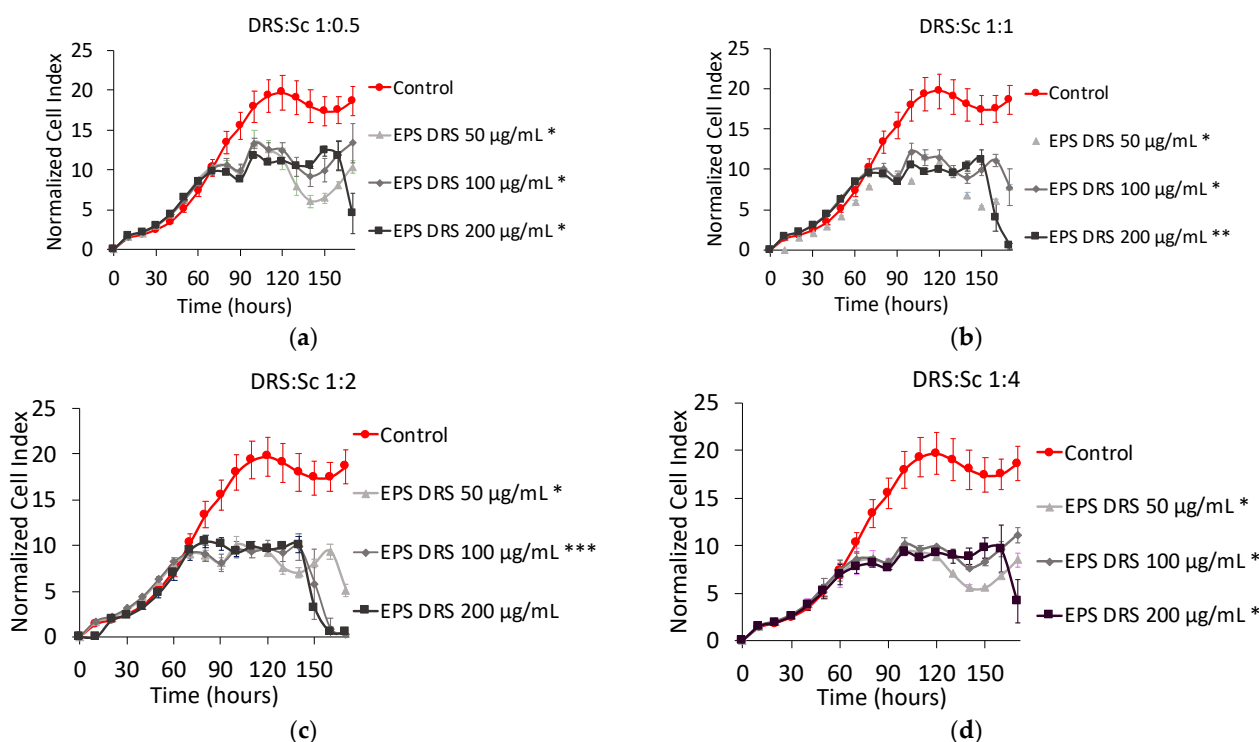 DRS:Sc 1:0.5
Normalized Cell Index
25
20
15
10
5
0
0 30 60 90 120 150
Time (hours)
Control
EPS DRS 50 µg/mL *
EPS DRS 100 µg/mL *
EPS DRS 200 µg/mL *
(a)
DRS:Sc 1:1
Normalized Cell Index
25
20
15
10
5
0
0 30 60 90 120 150
Time (hours)
Control
EPS DRS 50 µg/mL *
EPS DRS 100 µg/mL *
EPS DRS 200 µg/mL **
(b)
DRS:Sc 1:2
Normalized Cell Index
25
20
15
10
5
0
0 30 60 90 120 150
Time (hours)
Control
EPS DRS 50 µg/mL *
EPS DRS 100 µg/mL ***
EPS DRS 200 µg/mL
(c)
DRS:Sc 1:4
Normalized Cell Index
25
20
15
10
5
0
0 30 60 90 120 150
Time (hours)
Control
EPS DRS 50 µg/mL *
EPS DRS 100 µg/mL *
EPS DRS 200 µg/mL *
(d)